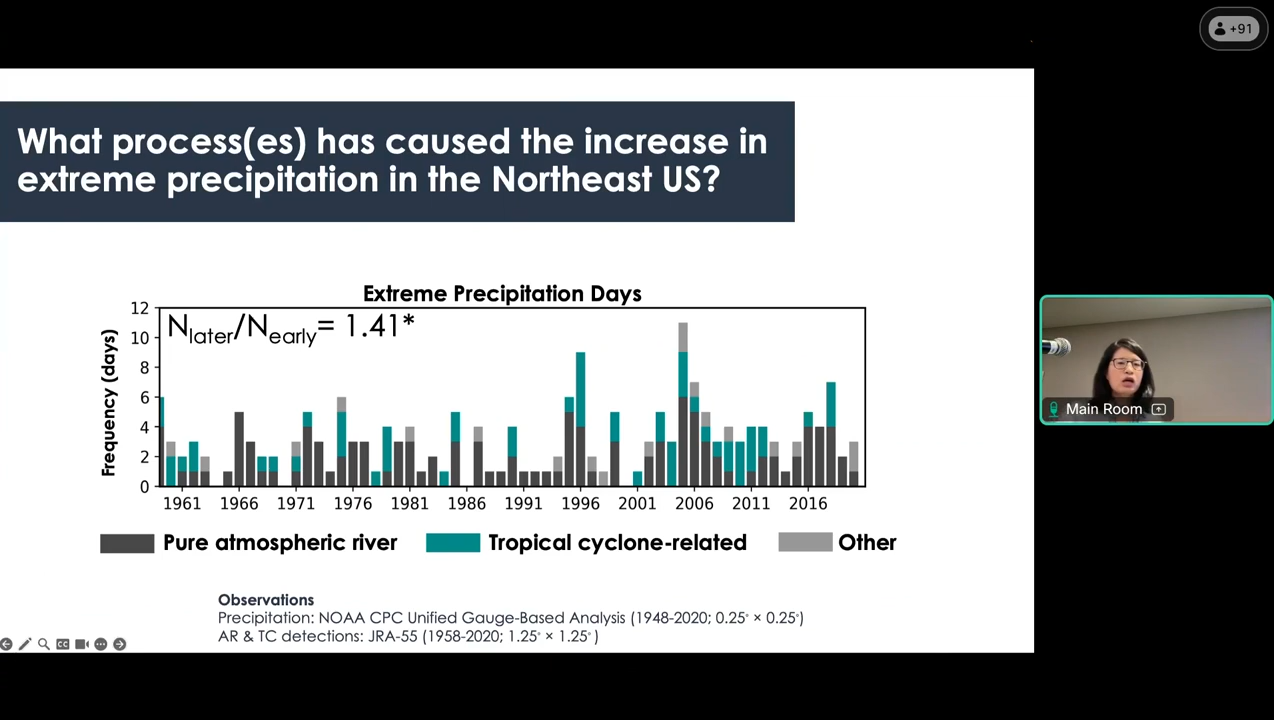 +91
What process(es) has caused the increase in
extreme precipitation in the Northeast US?
Extreme Precipitation Days
Nlater/Nearly= 1.41*
Frequency (days)
12
10
8
6
4
2
0
1961 1966 1971 1976 1981 1986 1991 1996 2001 2006 2011 2016
Pure atmospheric river Tropical cyclone-related Other
Observations
Precipitation: NOAA CPC Unified Gauge-Based Analysis (1948-2020; 0.25° × 0.25°)
AR & TC detections: JRA-55 (1958-2020; 1.25° × 1.25°)
CC
Main Room